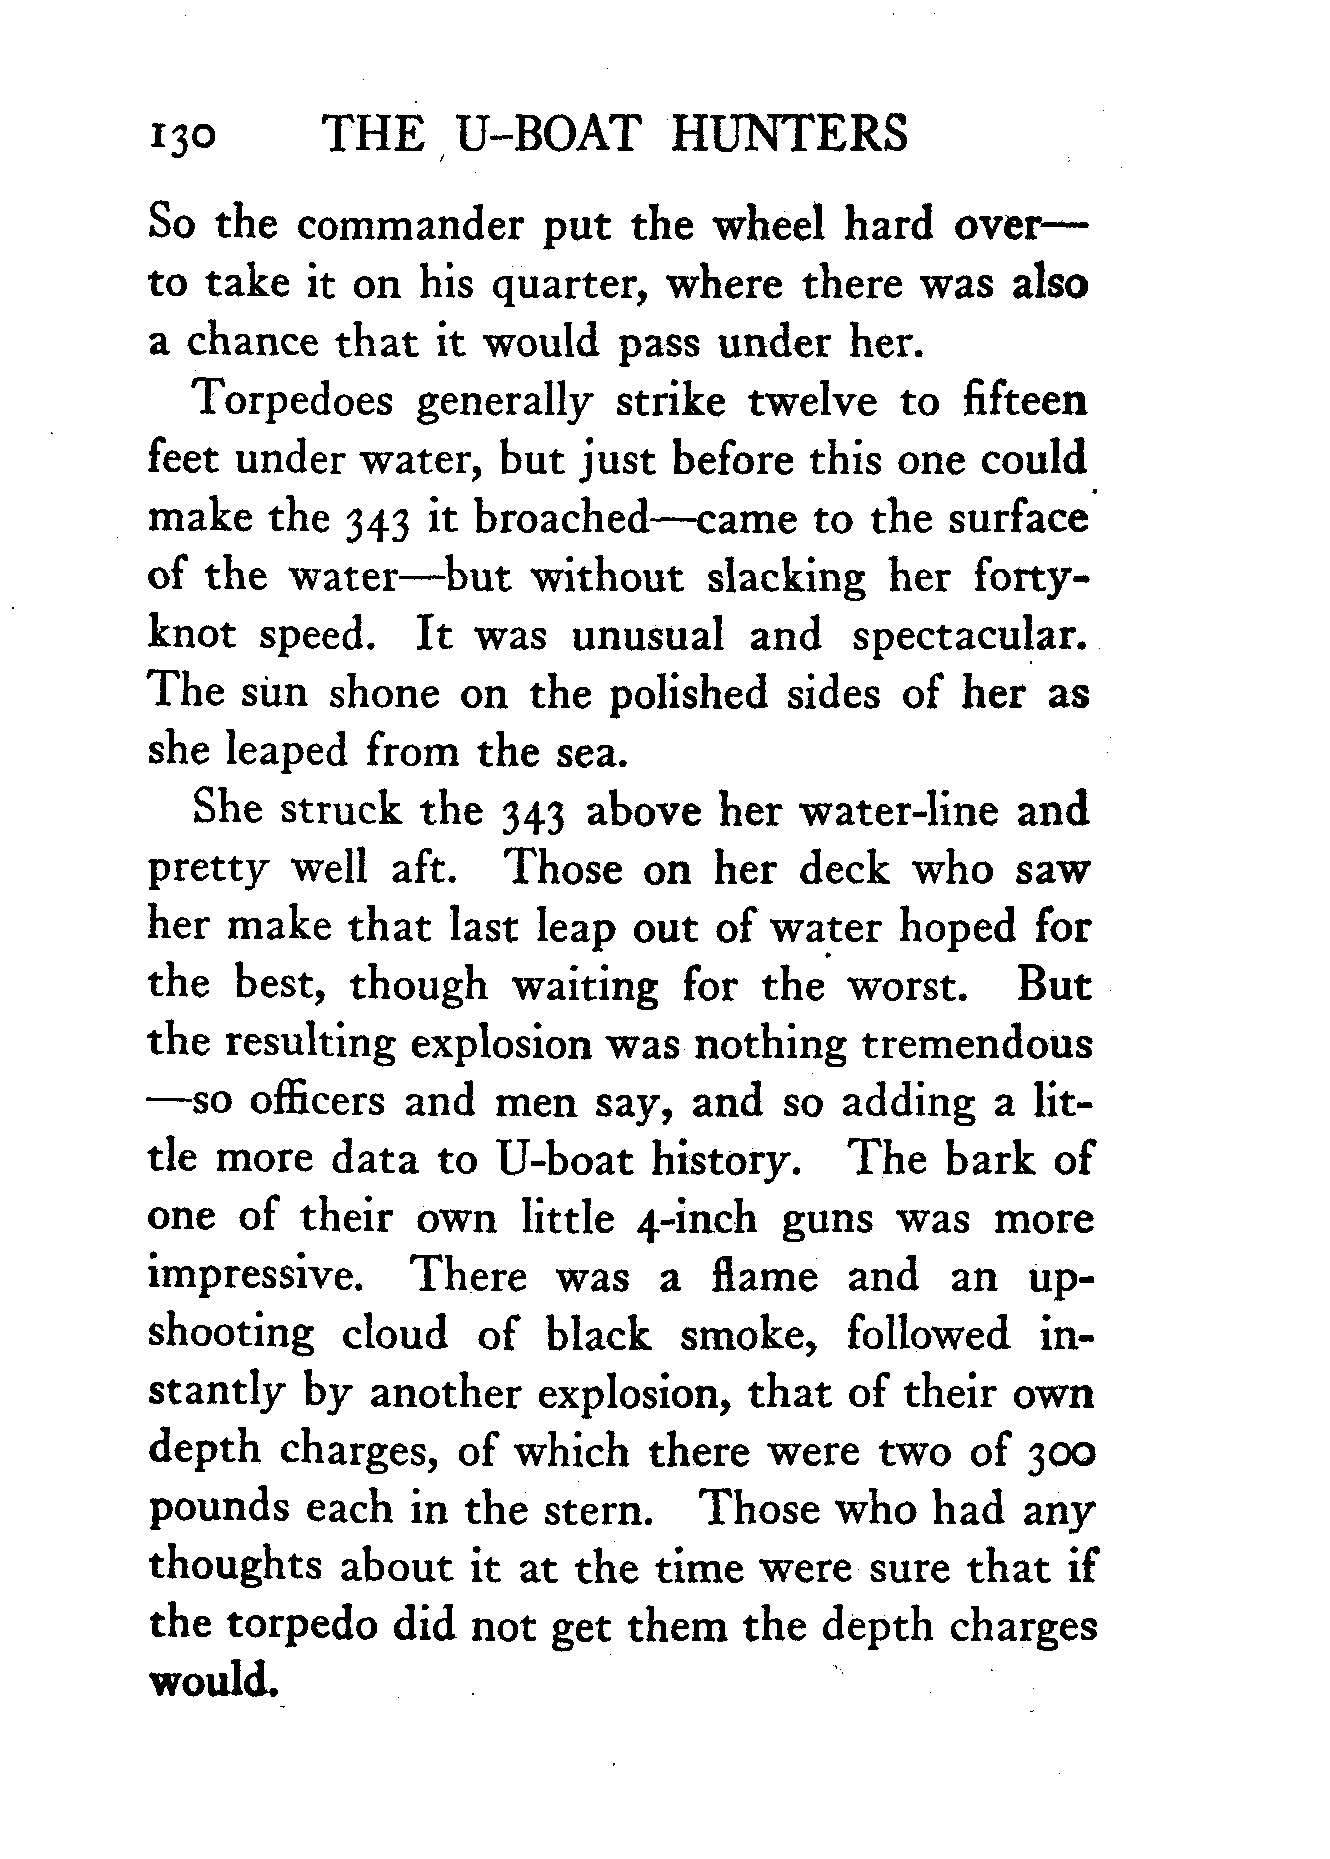 130 THE U-BOAT HUNTERS
So the commander put the wheel hard over—
to take it on his quarter, where there was also
a chance that it would pass under her.
Torpedoes generally strike twelve to fifteen
feet under water, but just before this one could
make the 343 it broached—came to the surface
of the water—but without slacking her forty-
knot speed. It was unusual and spectacular.
The sun shone on the polished sides of her as
she leaped from the sea.
She struck the 343 above her water-line and
pretty well aft. Those on her deck who saw
her make that last leap out of water hoped for
the best, though waiting for the worst. But
the resulting explosion was nothing tremendous
—so officers and men say, and so adding a lit-
tle more data to U-boat history. The bark of
one of their own little 4-inch guns was more
impressive. There was a flame and an up-
shooting cloud of black smoke, followed in-
stantly by another explosion, that of their own
depth charges, of which there were two of 300
pounds each in the stern. Those who had any
thoughts about it at the time were sure that if
the torpedo did not get them the depth charges
would.